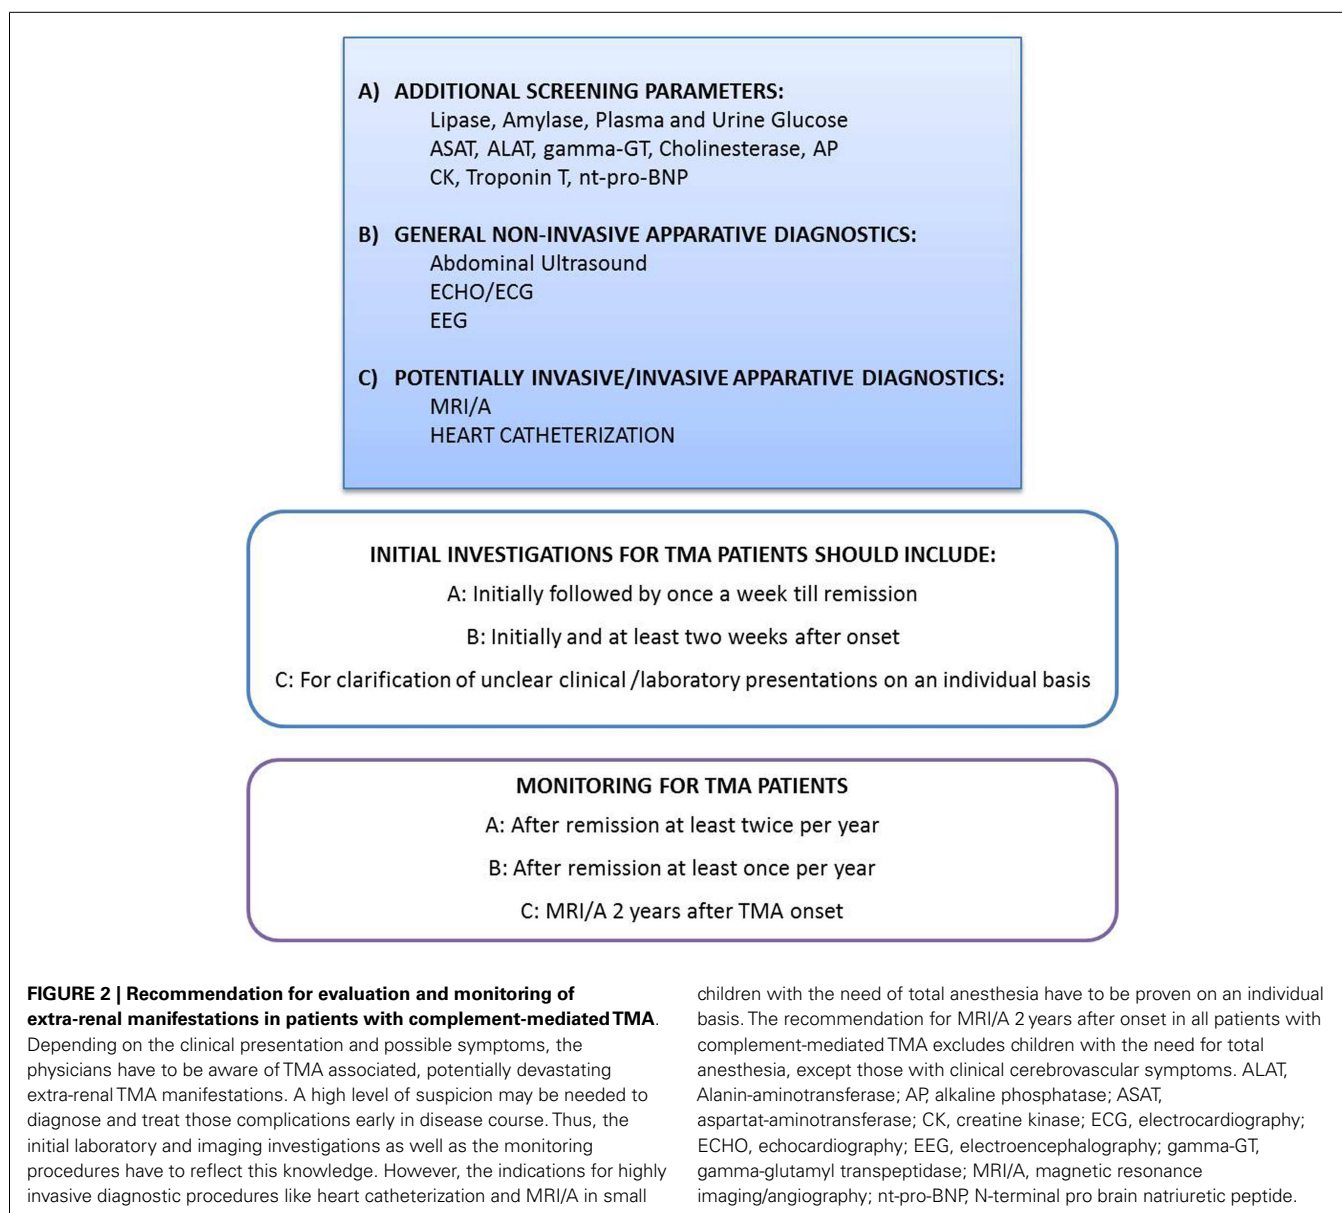 A) ADDITIONAL SCREENING PARAMETERS:
Lipase, Amylase, Plasma and Urine Glucose
ASAT, ALAT, gamma-GT, Cholinesterase, AP
CK, Troponin T, nt-pro-BNP
B) GENERAL NON-INVASIVE APPARATIVE DIAGNOSTICS:
Abdominal Ultrasound
ECHO/ECG
EEG
C) POTENTIALLY INVASIVE/INVASIVE APPARATIVE DIAGNOSTICS:
MRI/A
HEART CATHETERIZATION
INITIAL INVESTIGATIONS FOR TMA PATIENTS SHOULD INCLUDE:
A: Initially followed by once a week till remission
B: Initially and at least two weeks after onset
C: For clarification of unclear clinical /laboratory presentations on an individual basis
MONITORING FOR TMA PATIENTS
A: After remission at least twice per year
B: After remission at least once per year
C: MRI/A 2 years after TMA onset
FIGURE 2 | Recommendation for evaluation and monitoring of
extra-renal manifestations in patients with complement-mediated TMA.
Depending on the clinical presentation and possible symptoms, the
physicians have to be aware of TMA associated, potentially devastating
extra-renal TMA manifestations. A high level of suspicion may be needed to
diagnose and treat those complications early in disease course. Thus, the
initial laboratory and imaging investigations as well as the monitoring
procedures have to reflect this knowledge. However, the indications for highly
invasive diagnostic procedures like heart catheterization and MRI/A in small
children with the need of total anesthesia have to be proven on an individual
basis. The recommendation for MRI/A 2 years after onset in all patients with
complement-mediated TMA excludes children with the need for total
anesthesia, except those with clinical cerebrovascular symptoms. ALAT,
Alanin-aminotransferase; AP, alkaline phosphatase; ASAT,
aspartat-aminotransferase; CK, creatine kinase; ECG, electrocardiography;
ECHO, echocardiography; EEG, electroencephalography; gamma-GT,
gamma-glutamyl transpeptidase; MRI/A, magnetic resonance
imaging/angiography; nt-pro-BNP, N-terminal pro brain natriuretic peptide.